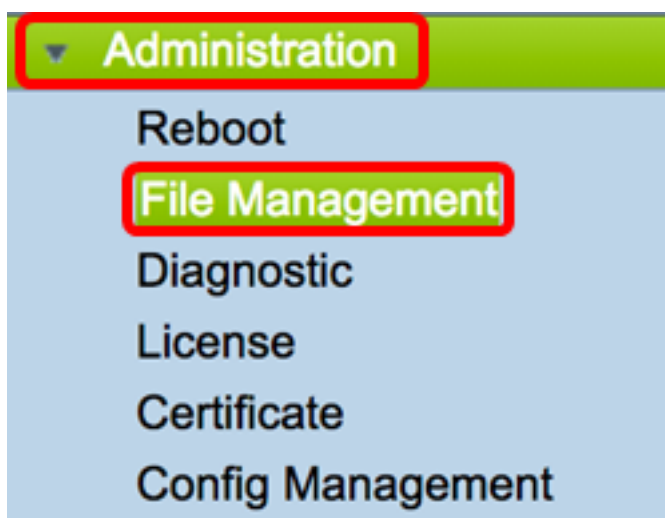 Administration
Reboot
File Management
Diagnostic
License
Certificate
Config Management